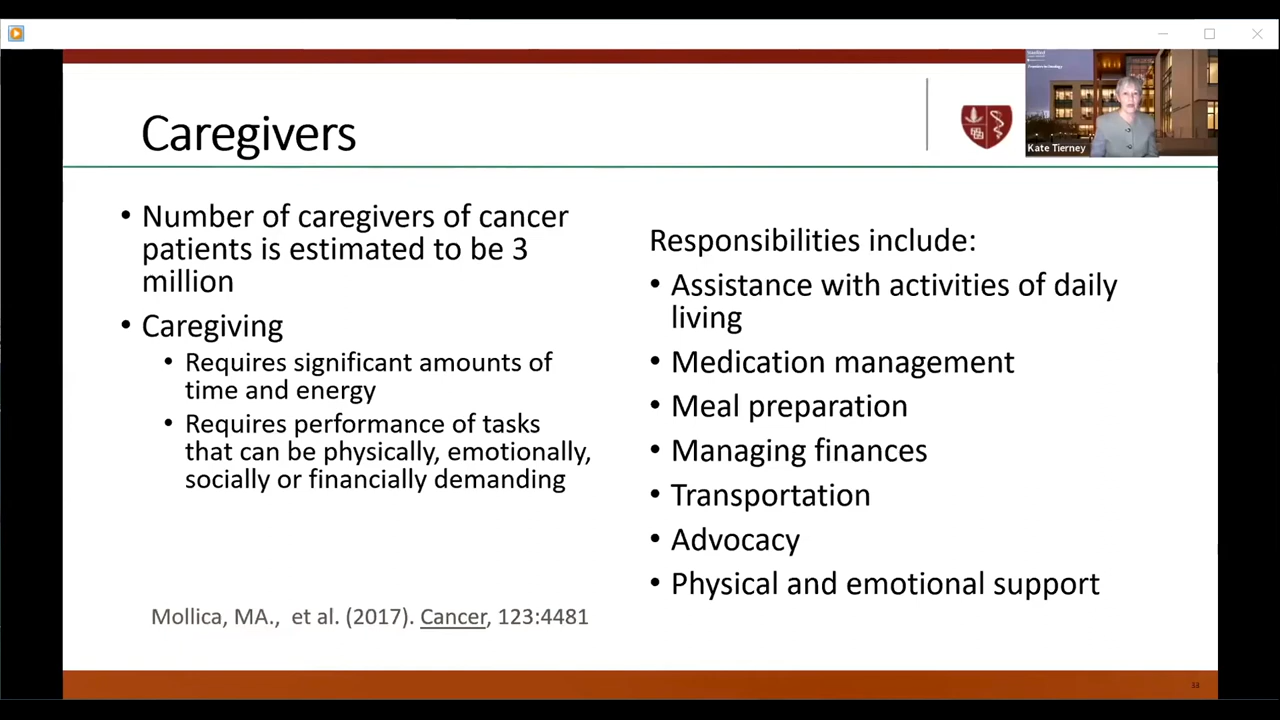 Caregivers
Kate Tierney
• Number of caregivers of cancer
patients is estimated to be 3
million
• Caregiving
• Requires significant amounts of
time and energy
• Requires performance of tasks
that can be physically, emotionally,
socially or financially demanding
Mollica, MA., et al. (2017). Cancer, 123:4481
Responsibilities include:
• Assistance with activities of daily
living
• Medication management
• Meal preparation
• Managing finances
• Transportation
• Advocacy
• Physical and emotional support
33